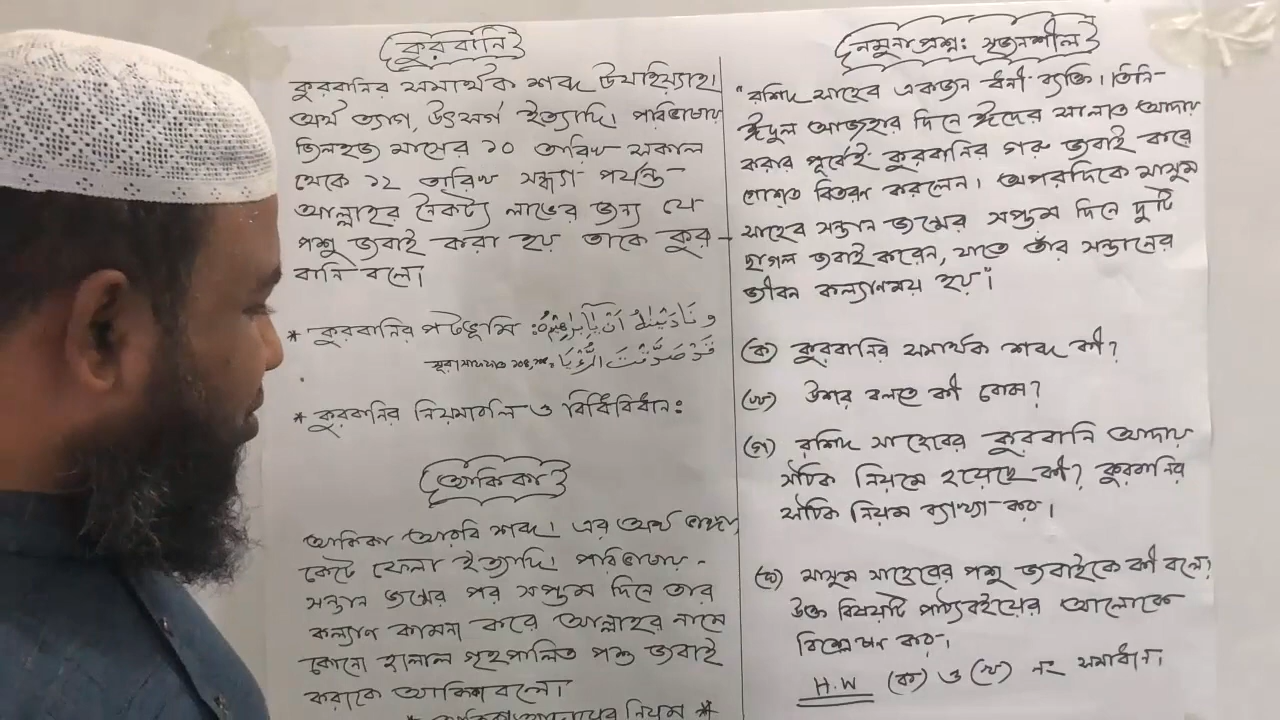 কুরবানি
কুরবানির সমার্থক শব্দ উযহিয়্যাহ।
অর্থ ত্যাগ, উৎসর্গ ইত্যাদি। পরিভাষায়
জিলহজ মাসের ১০ তারিখ সকাল
থেকে ১২ তারিখ সন্ধ্যা পর্যন্ত
আল্লাহর নৈকট্য লাভের জন্য যে
পশু জবাই করা হয় তাকে কুর-
বানি বলে।
* কুরবানির পটভূমি : وَنَادَيْنٰهُ اَنْ يّٰاِبْرٰهِيْمُ
قَدْ صَدَّقْتَ الرُّءْيَا
* কুরবানির নিয়মাবলি ও বিধিবিধান:
আকিকা
আকিকা আরবি শব্দ। এর অর্থ ভাঙ্গা,
কেটে ফেলা ইত্যাদি। পরিভাষায়-
সন্তান জন্মের পর সপ্তম দিনে তার
কল্যাণ কামনা করে আল্লাহর নামে
কোনো হালাল গৃহপালিত পশু জবাই
করাকে আকিকা বলে।
নমুনা প্রশ্ন: সৃজনশীল
"রশিদ সাহেব একজন ধনী ব্যক্তি। তিনি-
ঈদুল আজহার দিনে ঈদের সালাত আদায়
করার পূর্বেই কুরবানির গরু জবাই করে
গোশত বিতরণ করলেন। অপরদিকে মাসুম
সাহেব সন্তান জন্মের সপ্তম দিনে দুটি
ছাগল জবাই করেন, যাতে তাঁর সন্তানের
জীবন কল্যাণময় হয়।"
(ক) কুরবানির সমার্থক শব্দ কী?
(খ) উশর বলতে কী বোঝ?
(গ) রশিদ সাহেবের কুরবানি আদায়
সঠিক নিয়মে হয়েছে কী? কুরবানির
সঠিক নিয়ম ব্যাখ্যা কর।
(ঘ) মাসুম সাহেবের পশু জবাইকে কী বলে?
উক্ত বিষয়টি পাঠ্যবইয়ের আলোকে
বিশ্লেষণ কর।
H.W (ক) ও (খ) নং সমাধান।